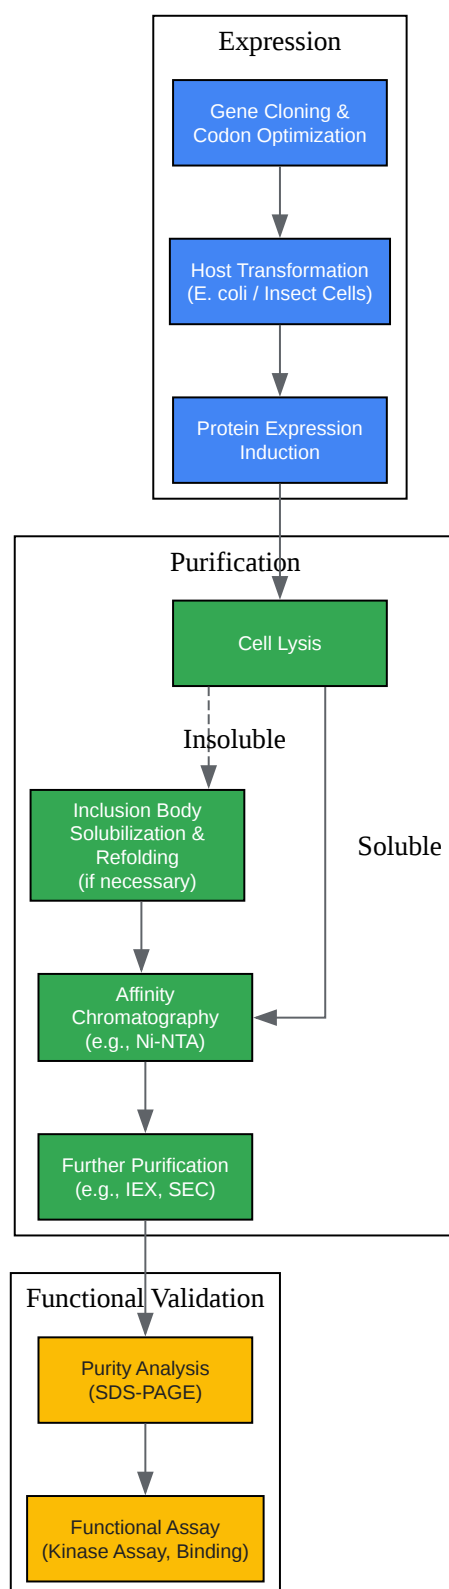 Expression
Gene Cloning &
Codon Optimization
Host Transformation
(E. coli / Insect Cells)
Protein Expression
Induction
Purification
Cell Lysis
Insoluble
Inclusion Body
Solubilization &
Refolding
(if necessary)
Soluble
Affinity
Chromatography
(e.g., Ni-NTA)
Further Purification
(e.g., IEX, SEC)
Functional Validation
Purity Analysis
(SDS-PAGE)
Functional Assay
(Kinase Assay, Binding)